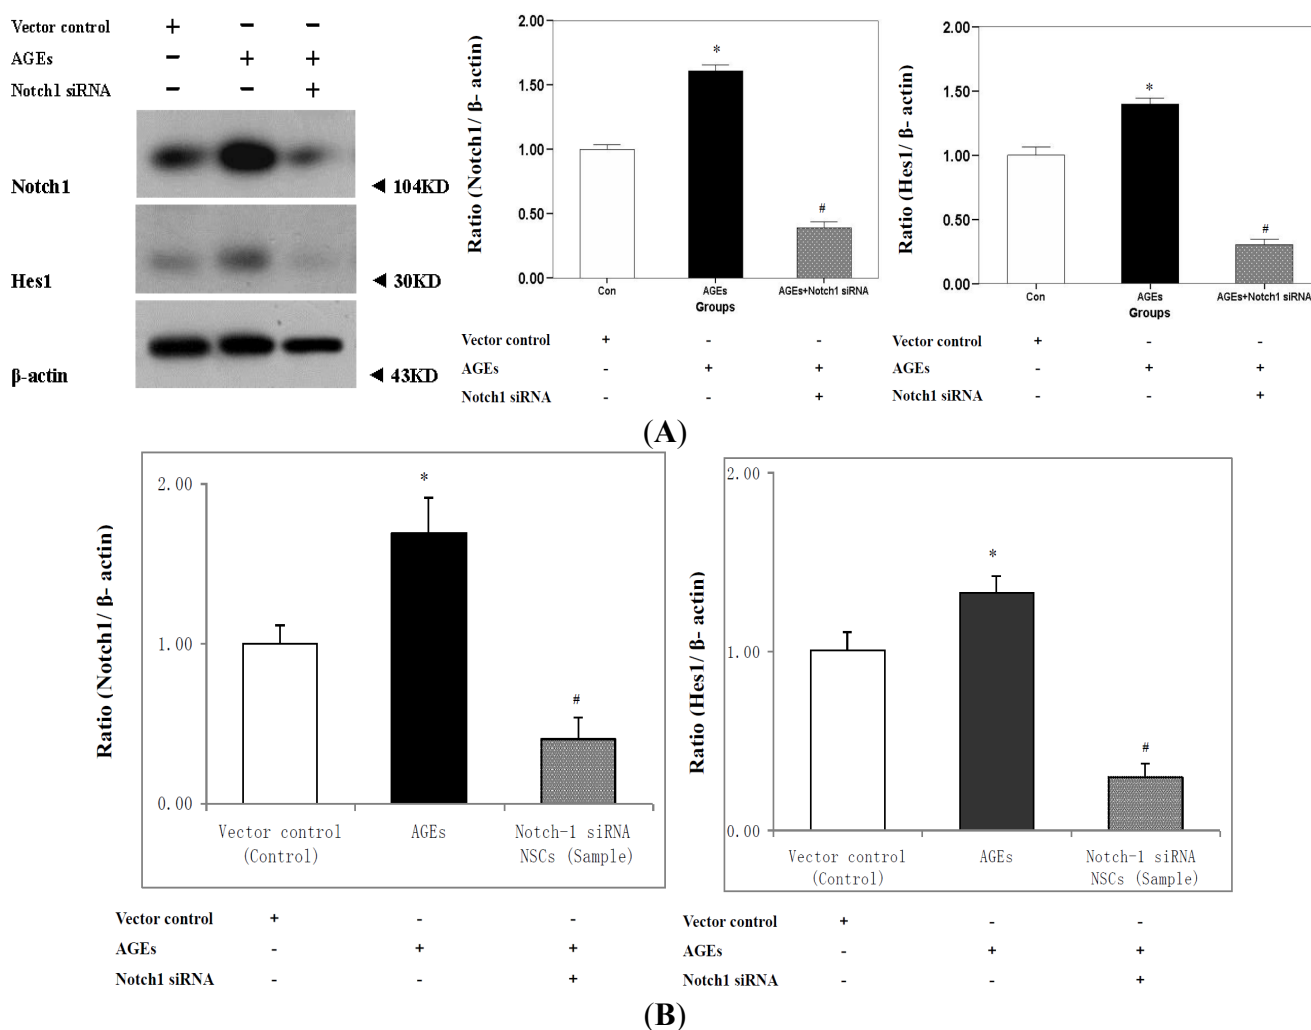 Vector control + - -
AGEs - + +
Notch1 siRNA - - +
Notch1 ◄ 104KD
Hes1 ◄ 30KD
β-actin ◄ 43KD
Ratio (Notch1/ β- actin)
2.00
1.50
1.00
0.50
0.00
*
#
Con AGEs AGEs+Notch1 siRNA
Groups
Vector control + - -
AGEs - + +
Notch1 siRNA - - +
Ratio (Hes1/ β- actin)
2.00
1.50
1.00
0.50
0.00
*
#
Con AGEs AGEs+Notch1 siRNA
Groups
Vector control + - -
AGEs - + +
Notch1 siRNA - - +
(A)
Ratio (Notch1/ β- actin)
2.00
1.00
0.00
*
#
Vector control AGEs Notch-1 siRNA
(Control) NSCs (Sample)
Vector control + - -
AGEs - + +
Notch1 siRNA - - +
Ratio (Hes1/ β- actin)
2.00
1.00
0.00
*
#
Vector control AGEs Notch-1 siRNA
(Control) NSCs (Sample)
Vector control + - -
AGEs - + +
Notch1 siRNA - - +
(B)